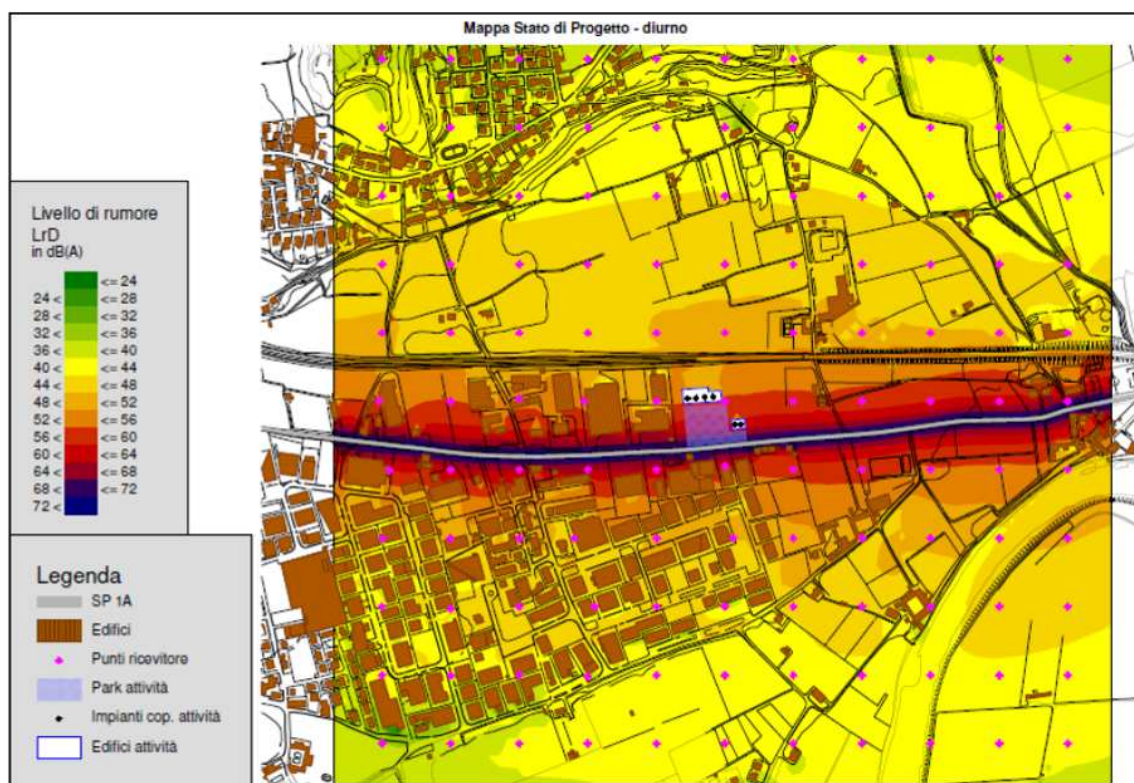 Mappa Stato di Progetto - diurno
Livello di rumore
LrD
in dB(A)
<= 24
24 < <= 28
28 < <= 32
32 < <= 36
36 < <= 40
40 < <= 44
44 < <= 48
48 < <= 52
52 < <= 56
56 < <= 60
60 < <= 64
64 < <= 68
68 < <= 72
72 <
Legenda
SP 1A
Edifici
Punti ricevitore
Park attività
Impianti cop. attività
Edifici attività